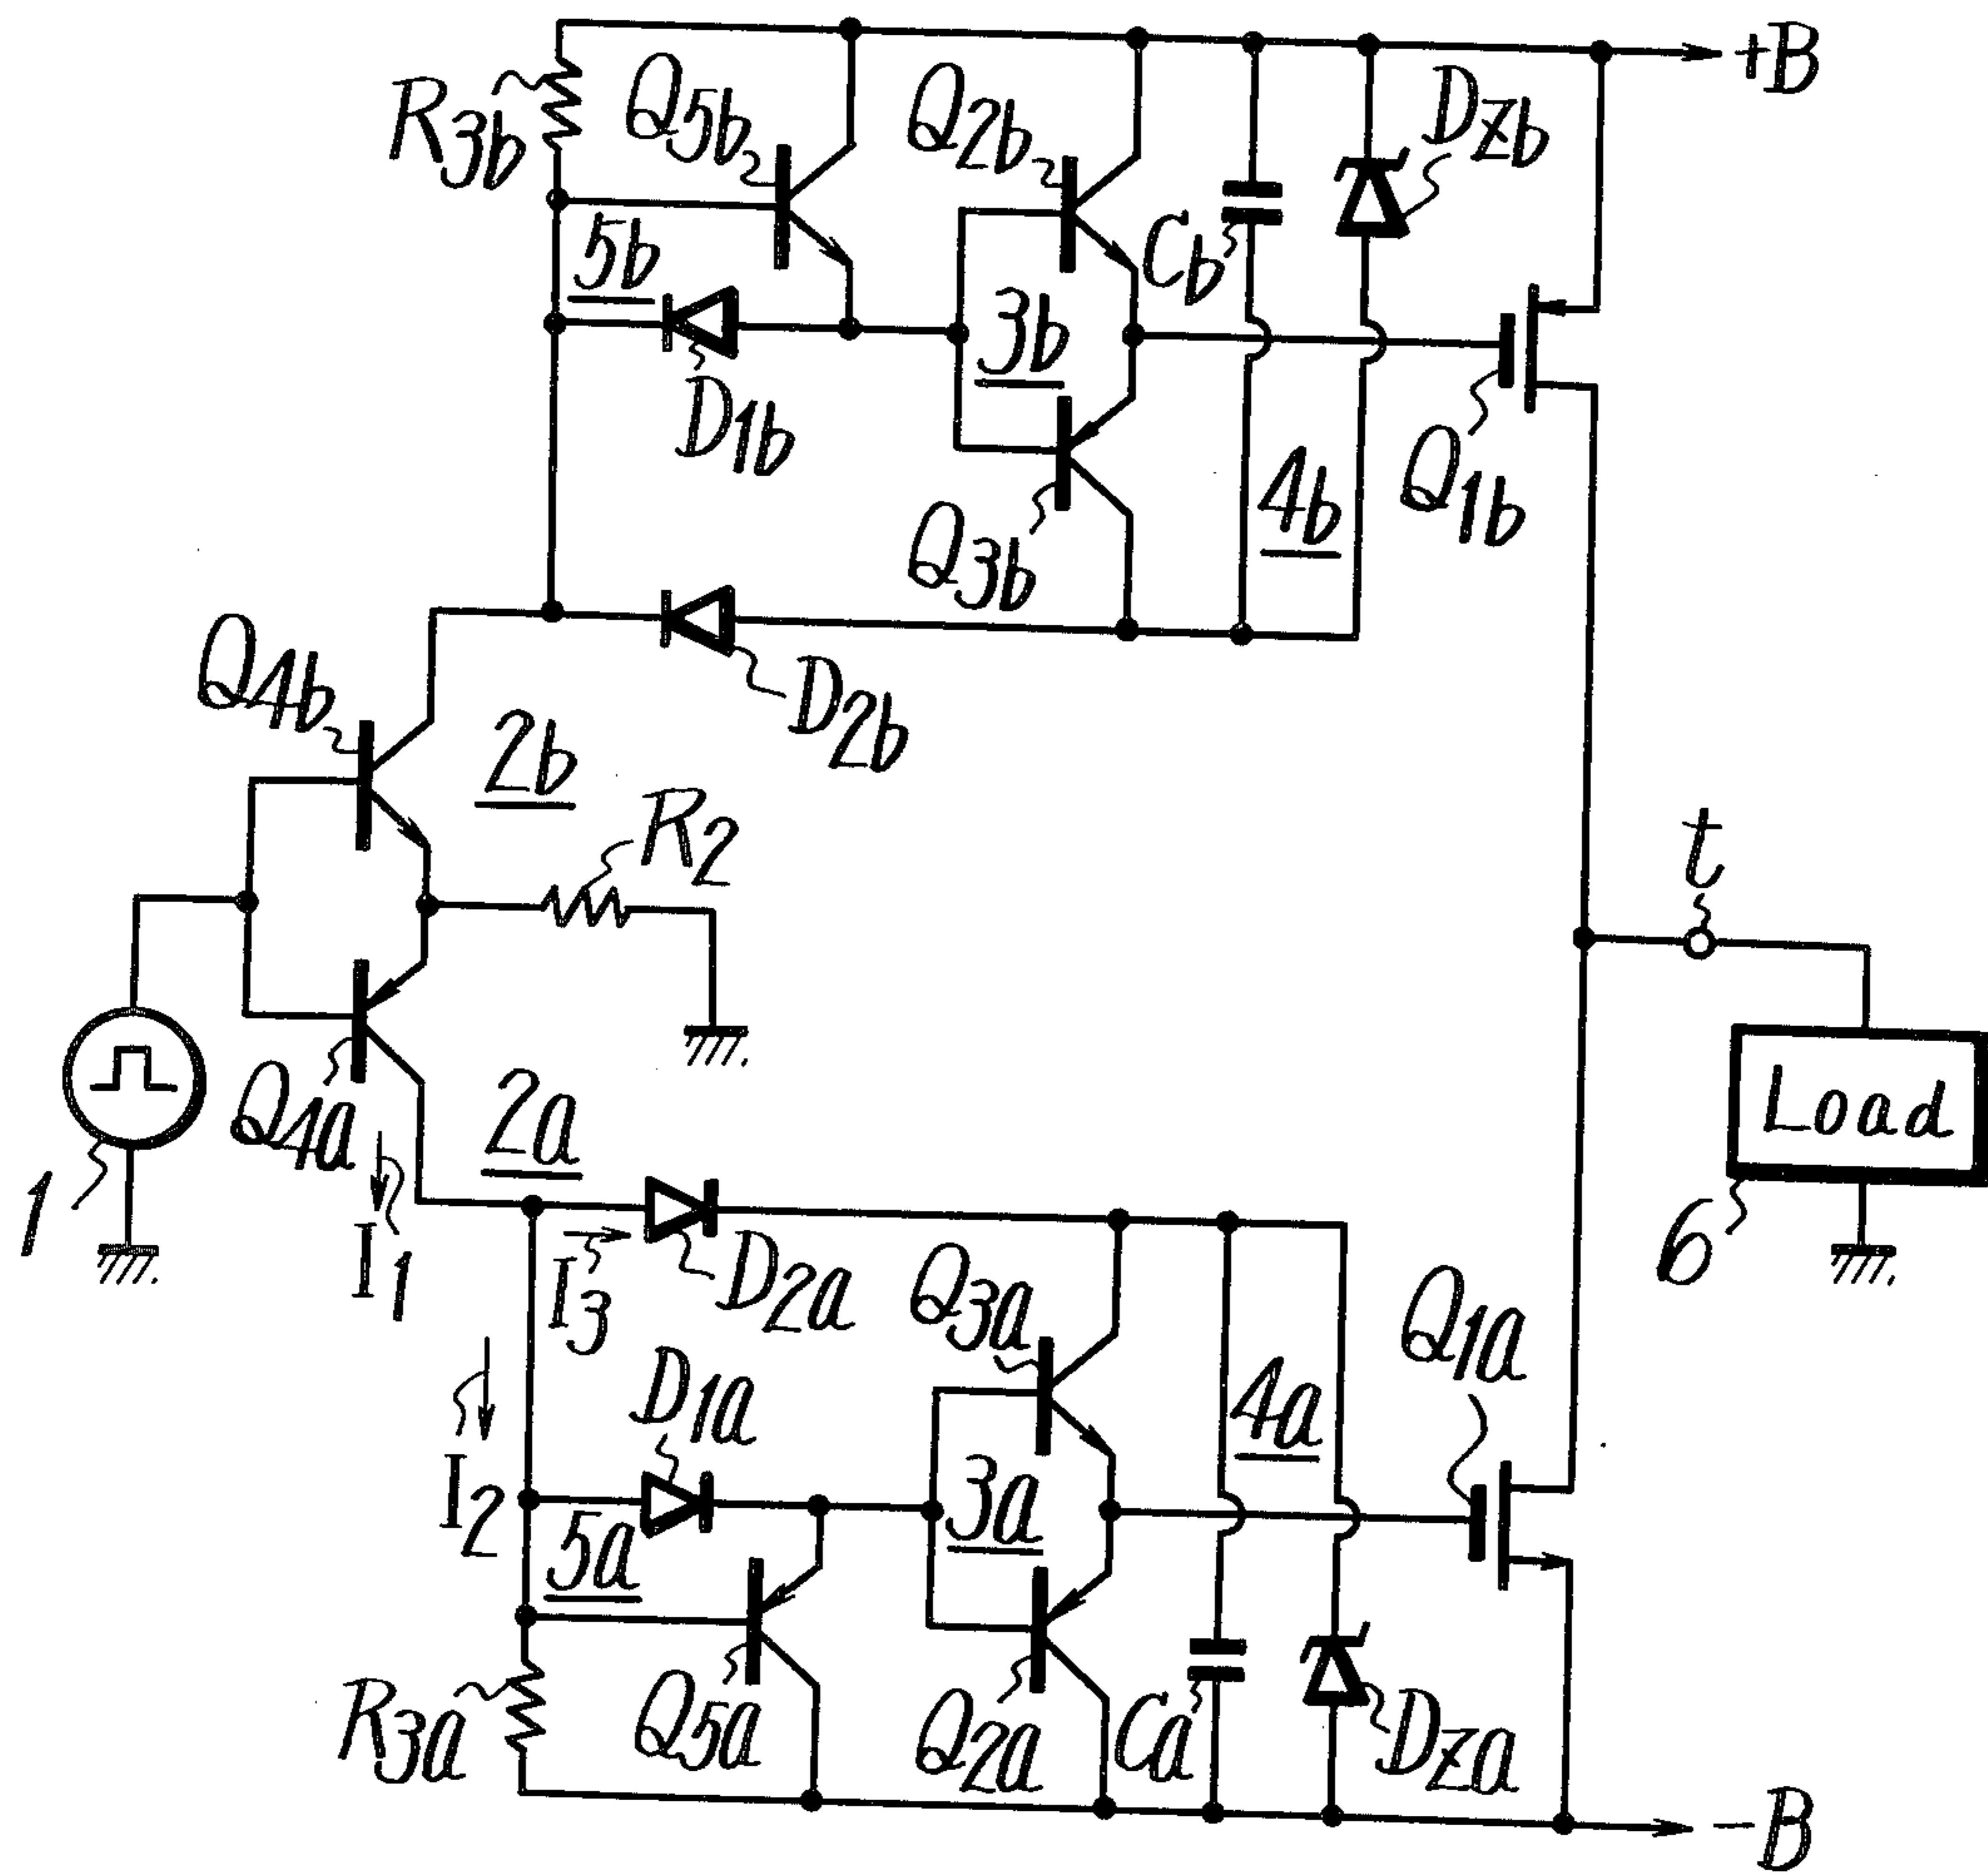 +B
R3b
Q5b
Q2b
DZb
5b
Cb
3b
D1b
4b
Q1b
Q3b
Q4b
2b
D2b
R2
t
Q4a
2a
Load
1
I1
I3
D2a
Q3a
6
Q1a
D1a
4a
I2
5a
3a
R3a
Q5a
Q2a
Ca
DZa
-B